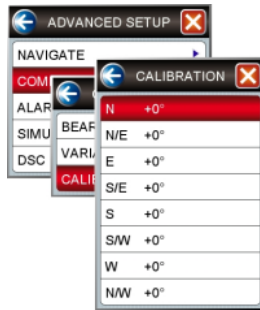 ADVANCED SETUP
NAVIGATE
COM
ALAR
SIMU
DSC
BEAR
VARI
CALI
CALIBRATION
N +0°
N/E +0°
E +0°
S/E +0°
S +0°
S/W +0°
W +0°
N/W +0°